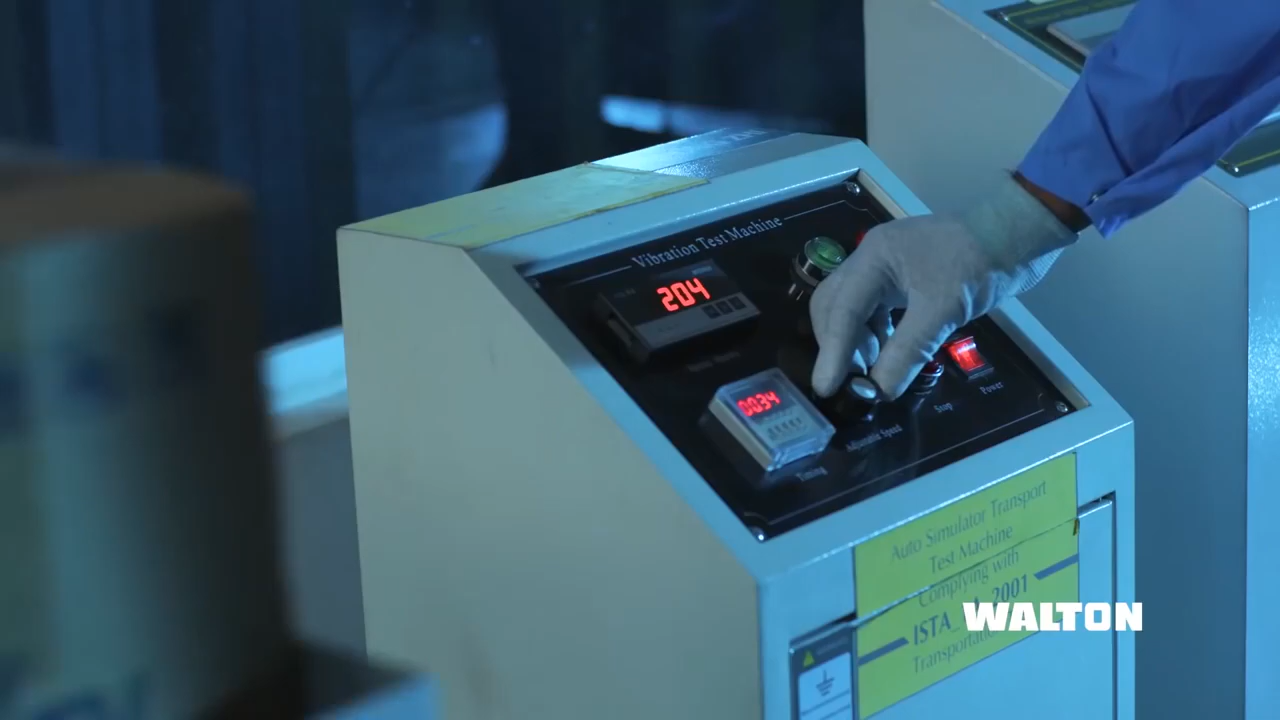 Vibration Test Machine
204
0034
Timing
Adjustable Speed
Stop
Power
Auto Simulator Transport
Test Machine
Complying with
ISTA 2001
WALTON